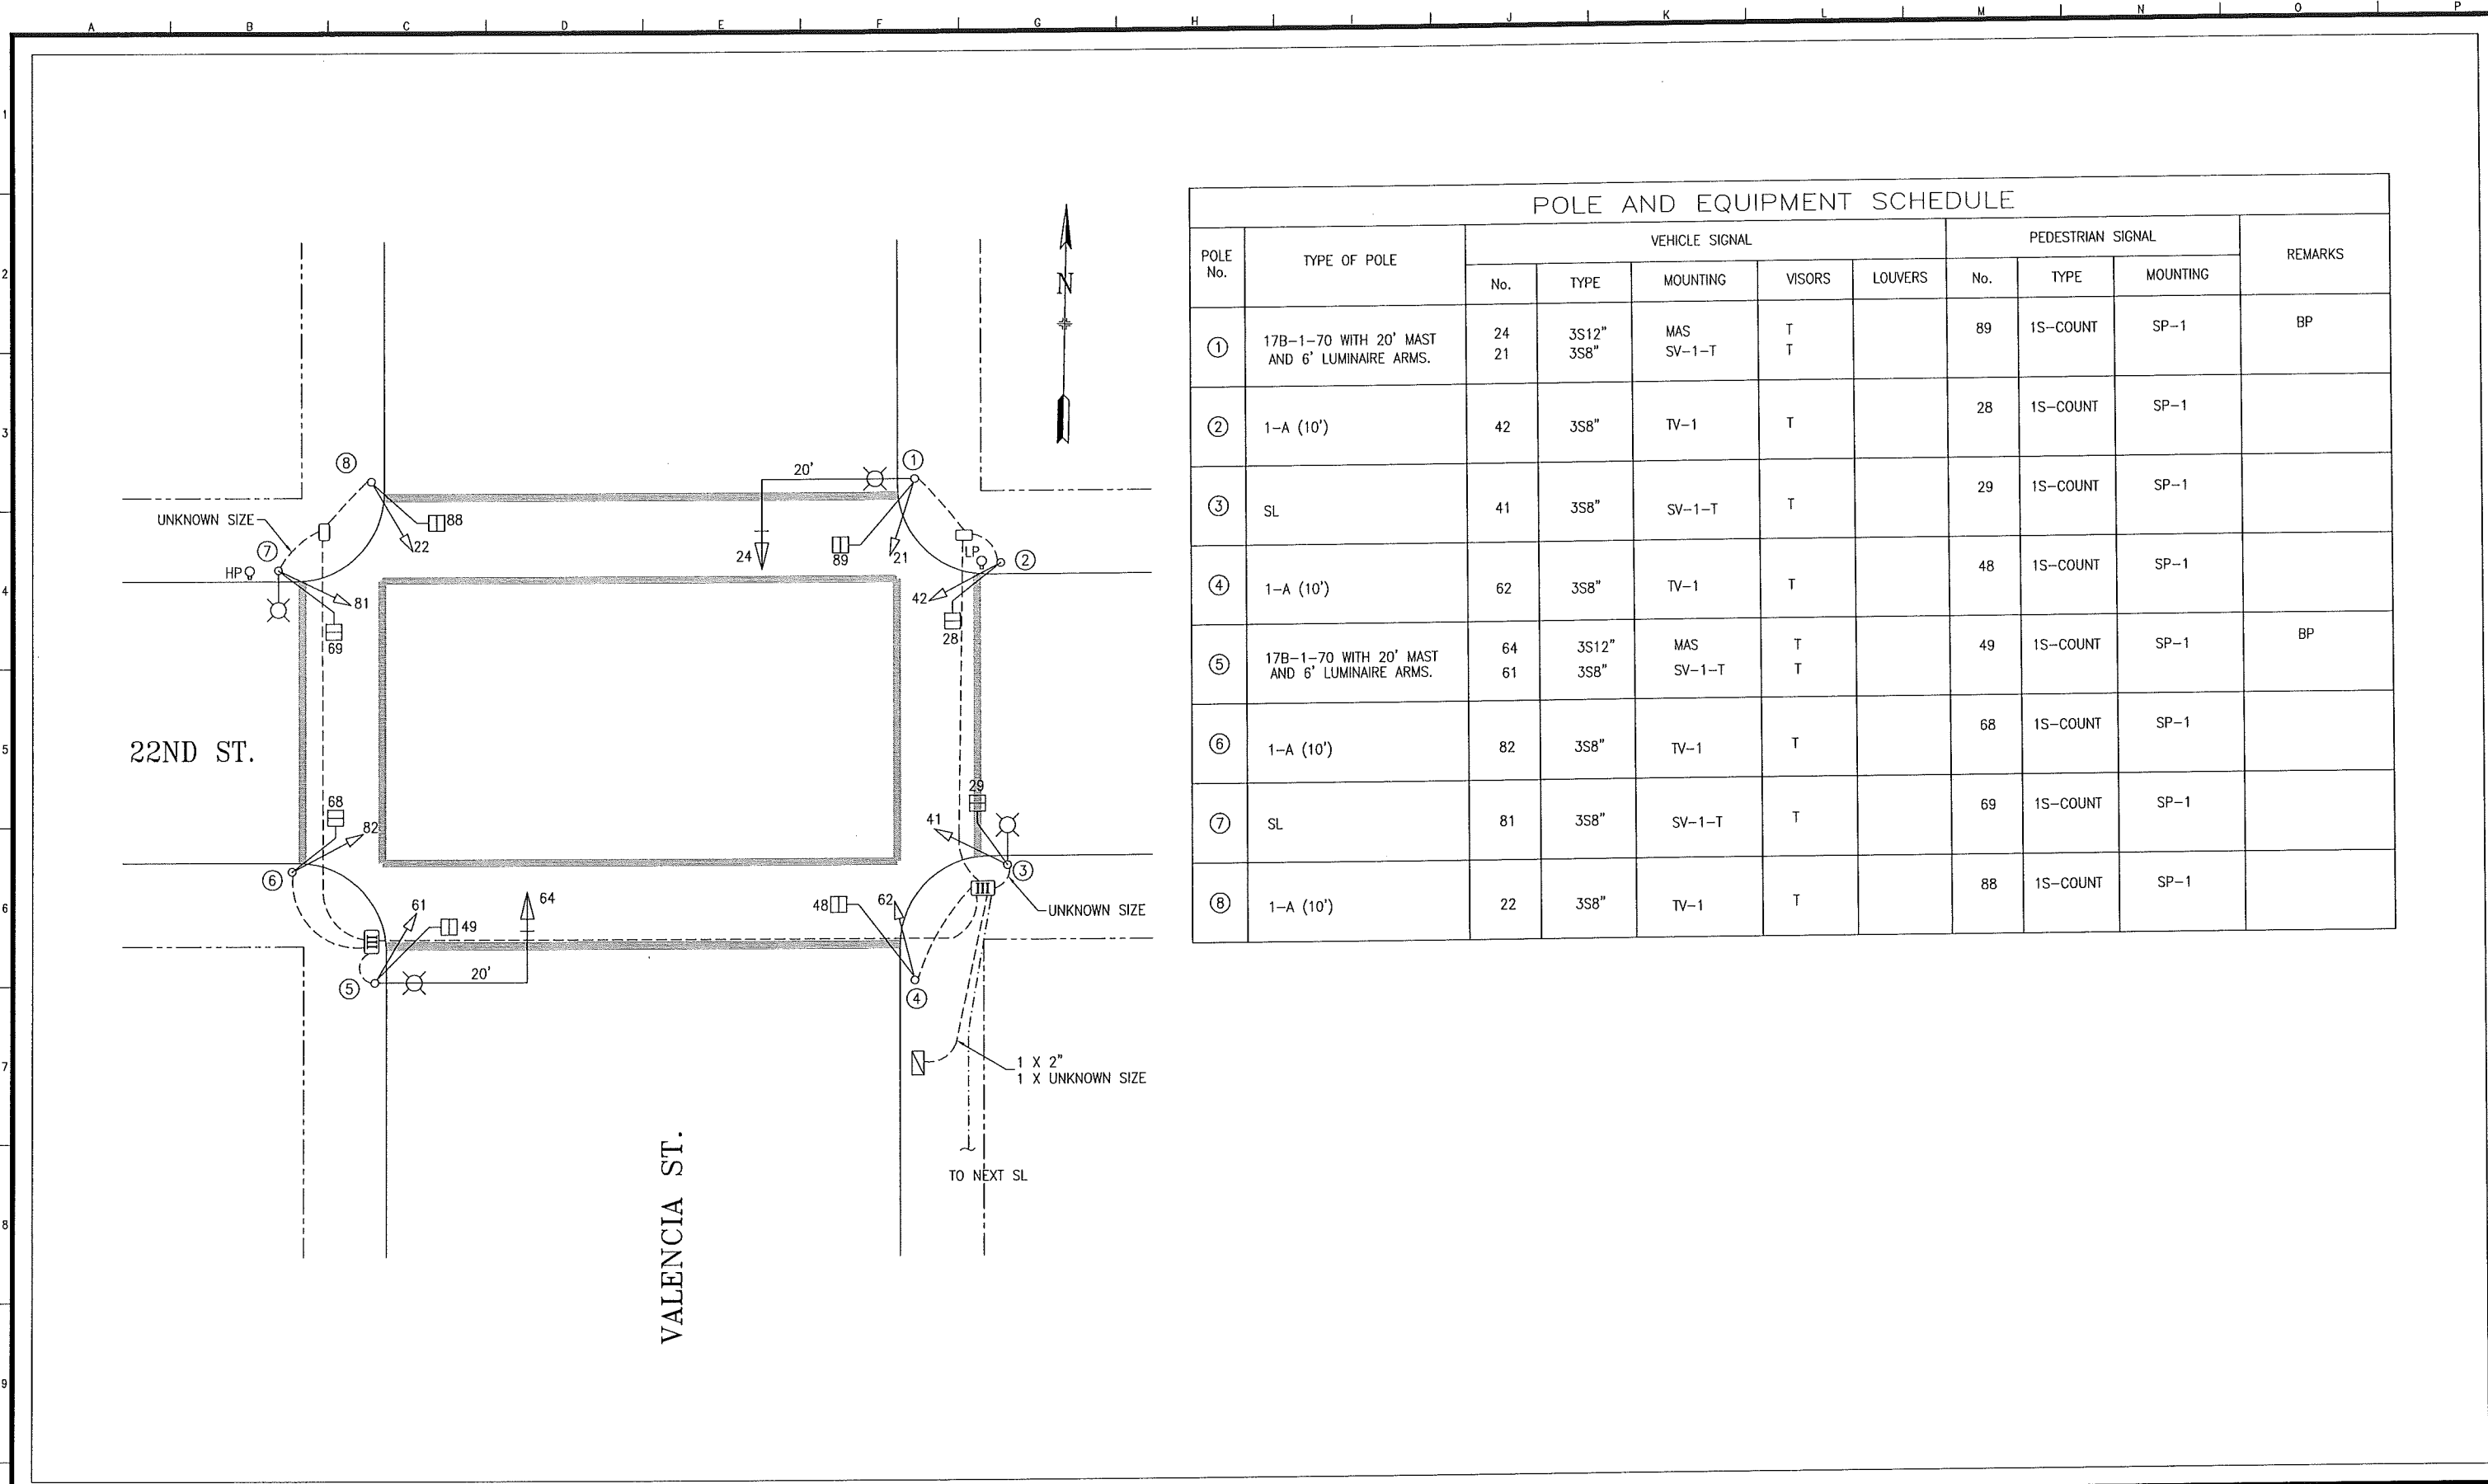 A B C D E F G H I J K L M N O P
1
2
3
4
5
6
7
8
9
N
8
20'
1
UNKNOWN SIZE
88
7
22
24
89
21
LP
2
HP
81
42
69
28
22ND ST.
68
29
82
41
6
3
61
64
48
62
UNKNOWN SIZE
49
20'
5
4
1 X 2"
1 X UNKNOWN SIZE
TO NEXT SL
VALENCIA ST.
POLE AND EQUIPMENT SCHEDULE
POLE No. TYPE OF POLE VEHICLE SIGNAL PEDESTRIAN SIGNAL REMARKS
No. TYPE MOUNTING VISORS LOUVERS No. TYPE MOUNTING
1 17B-1-70 WITH 20' MAST 24 3S12" MAS T 89 1S-COUNT SP-1 BP
AND 6' LUMINAIRE ARMS. 21 3S8" SV-1-T T
2 1-A (10') 42 3S8" TV-1 T 28 1S-COUNT SP-1
3 SL 41 3S8" SV-1-T T 29 1S-COUNT SP-1
4 1-A (10') 62 3S8" TV-1 T 48 1S-COUNT SP-1
5 17B-1-70 WITH 20' MAST 64 3S12" MAS T 49 1S-COUNT SP-1 BP
AND 6' LUMINAIRE ARMS. 61 3S8" SV-1-T T
6 1-A (10') 82 3S8" TV-1 T 68 1S-COUNT SP-1
7 SL 81 3S8" SV-1-T T 69 1S-COUNT SP-1
8 1-A (10') 22 3S8" TV-1 T 88 1S-COUNT SP-1